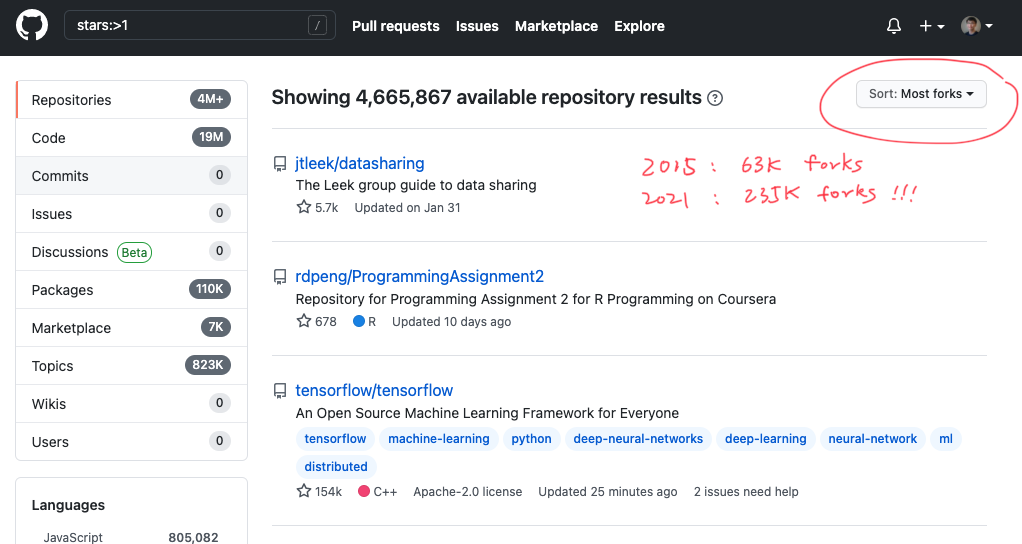 stars:>1
/
Pull requests Issues Marketplace Explore
Repositories 4M+
Code 19M
Commits 0
Issues 0
Discussions Beta 0
Packages 110K
Marketplace 7K
Topics 823K
Wikis 0
Users 0
Languages
JavaScript 805,082
Showing 4,665,867 available repository results ?
Sort: Most forks
jtleek/datasharing
The Leek group guide to data sharing
5.7k Updated on Jan 31
2015 : 63K forks
2021 : 235K forks !!!
rdpeng/ProgrammingAssignment2
Repository for Programming Assignment 2 for R Programming on Coursera
678 R Updated 10 days ago
tensorflow/tensorflow
An Open Source Machine Learning Framework for Everyone
tensorflow machine-learning python deep-neural-networks deep-learning neural-network ml
distributed
154k C++ Apache-2.0 license Updated 25 minutes ago 2 issues need help